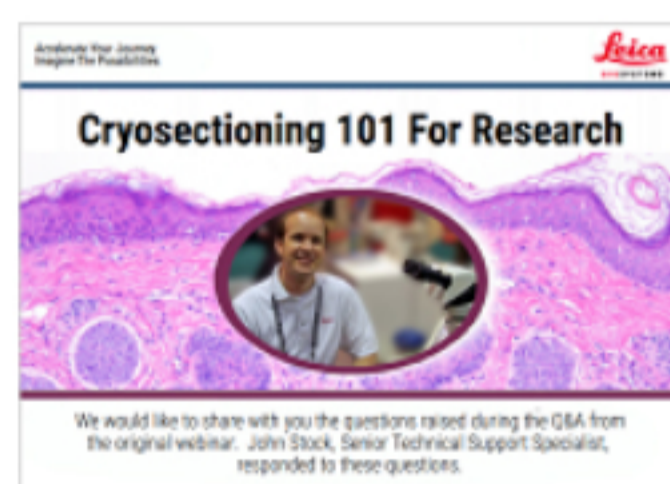 Accelerate Your Journey
Imagine The Possibilities
Leica
BIOSYSTEMS
Cryosectioning 101 For Research
We would like to share with you the questions raised during the Q&A from
the original webinar. John Stock, Senior Technical Support Specialist,
responded to these questions.